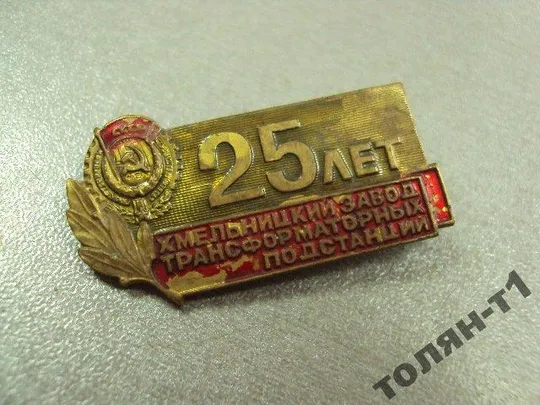 25 ЛЕТ
ХМЕЛЬНИЦКИЙ ЗАВОД
ТРАНСФОРМАТОРНЫХ
ПОДСТАНЦИЙ
ТОЛЯН-Т1